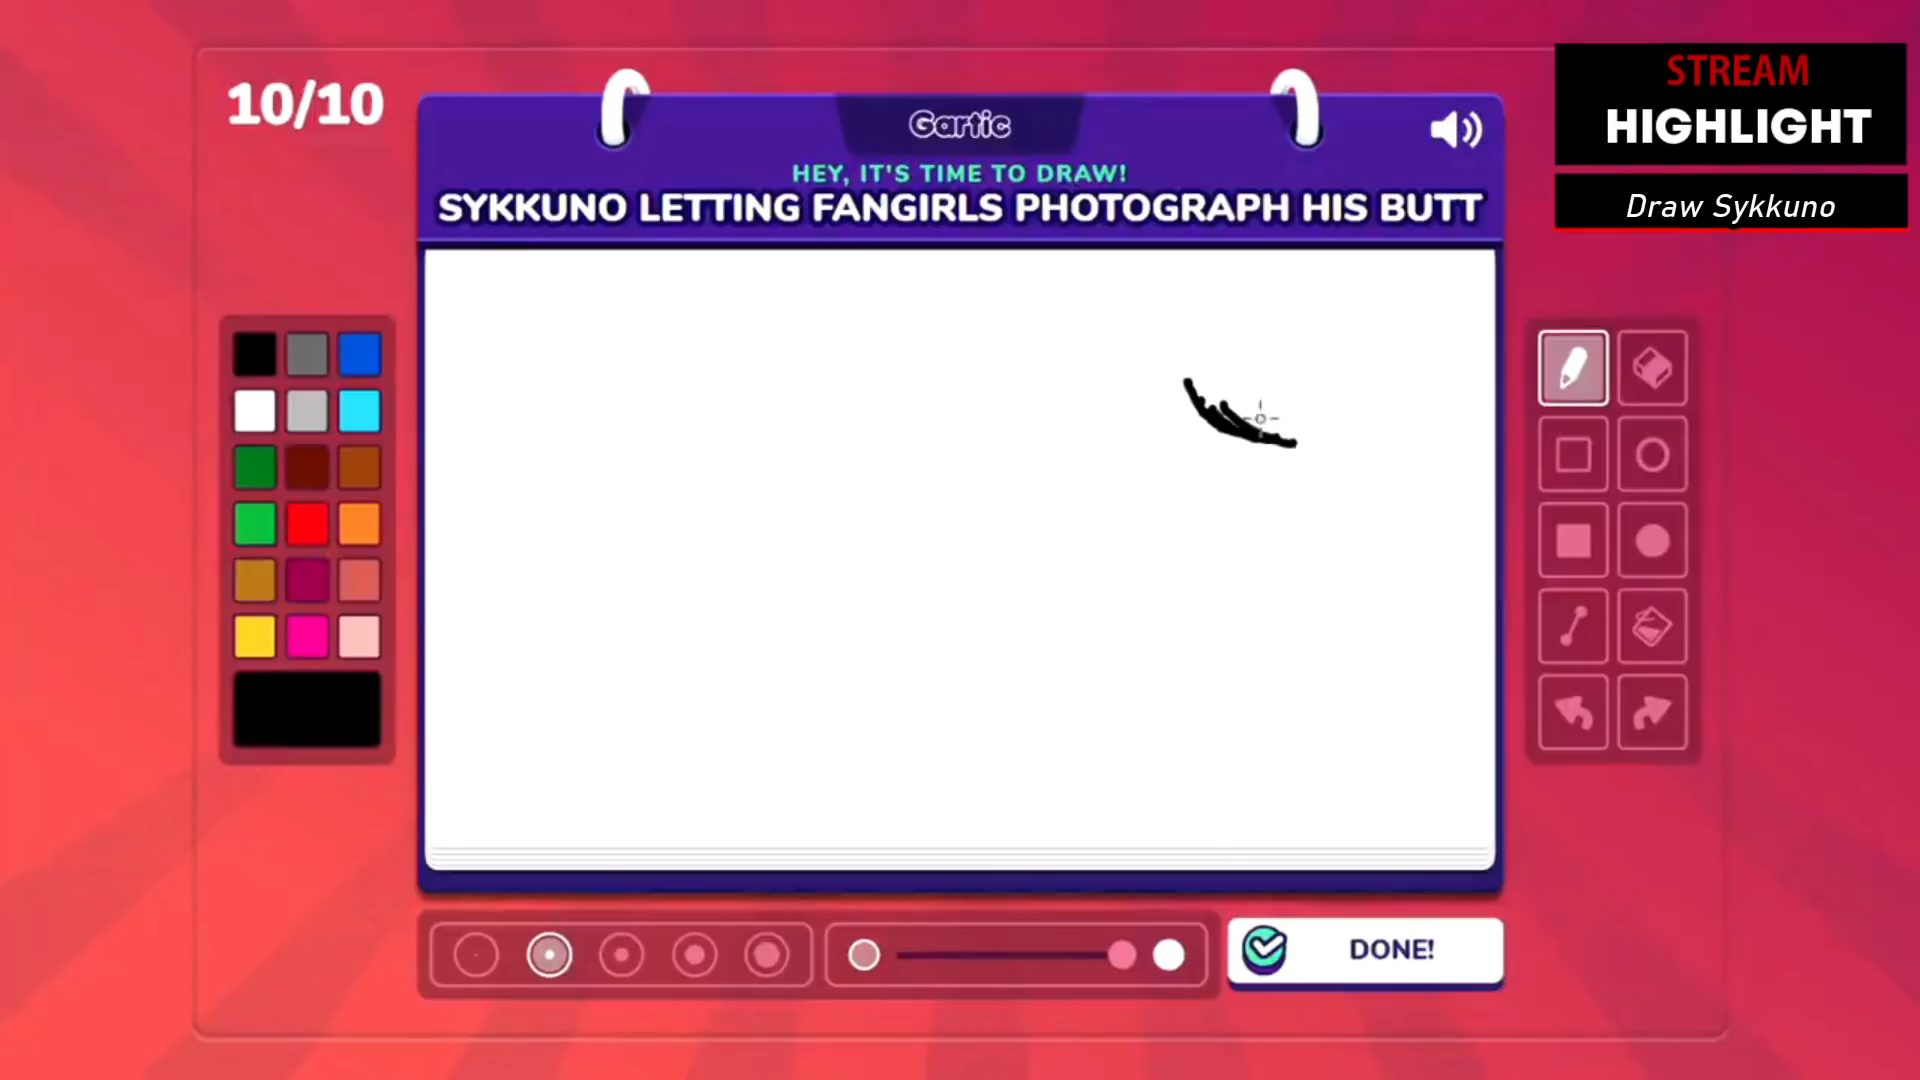 10/10
Gartic
HEY, IT'S TIME TO DRAW!
SYKKUNO LETTING FANGIRLS PHOTOGRAPH HIS BUTT
STREAM
HIGHLIGHT
Draw Sykkuno
DONE!